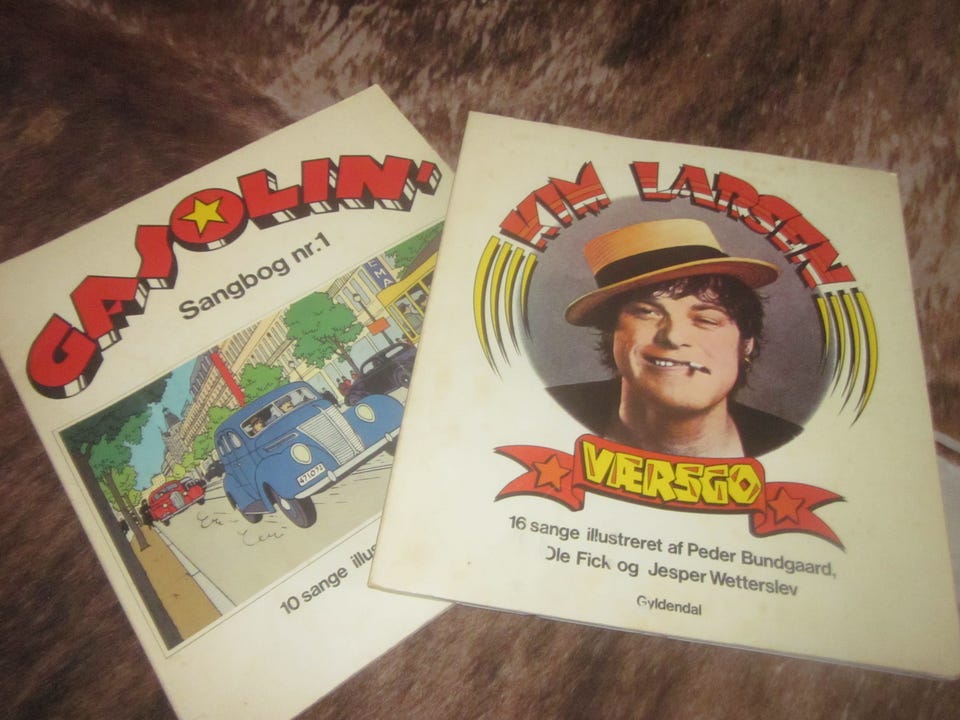 GASOLIN'
Sangbog nr.1
10 sange
KIM LARSEN
VÆRSGO
16 sange illustreret af Peder Bundgaard,
Ole Fick og Jesper Wetterslev
Gyldendal